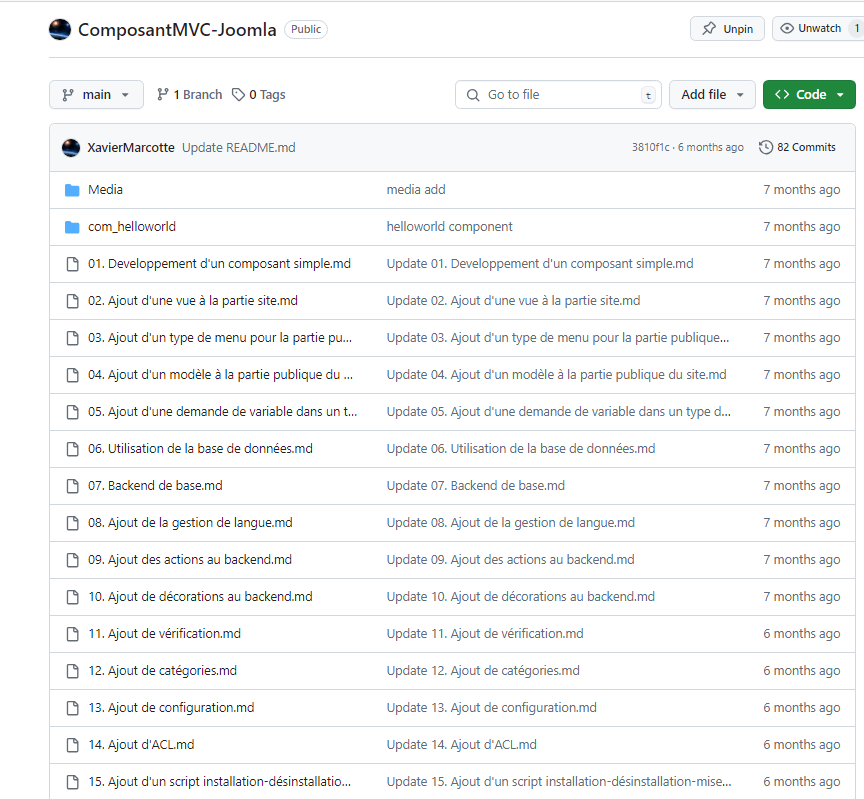 ComposantMVC-Joomla Public Unpin Unwatch 1
main 1 Branch 0 Tags Go to file t Add file Code
XavierMarcotte Update README.md 3810f1c · 6 months ago 82 Commits
Media media add 7 months ago
com_helloworld helloworld component 7 months ago
01. Developpement d'un composant simple.md Update 01. Developpement d'un composant simple.md 7 months ago
02. Ajout d'une vue à la partie site.md Update 02. Ajout d'une vue à la partie site.md 7 months ago
03. Ajout d'un type de menu pour la partie pu... Update 03. Ajout d'un type de menu pour la partie publique... 7 months ago
04. Ajout d'un modèle à la partie publique du ... Update 04. Ajout d'un modèle à la partie publique du site.md 7 months ago
05. Ajout d'une demande de variable dans un t... Update 05. Ajout d'une demande de variable dans un type d... 7 months ago
06. Utilisation de la base de données.md Update 06. Utilisation de la base de données.md 7 months ago
07. Backend de base.md Update 07. Backend de base.md 7 months ago
08. Ajout de la gestion de langue.md Update 08. Ajout de la gestion de langue.md 7 months ago
09. Ajout des actions au backend.md Update 09. Ajout des actions au backend.md 7 months ago
10. Ajout de décorations au backend.md Update 10. Ajout de décorations au backend.md 7 months ago
11. Ajout de vérification.md Update 11. Ajout de vérification.md 6 months ago
12. Ajout de catégories.md Update 12. Ajout de catégories.md 6 months ago
13. Ajout de configuration.md Update 13. Ajout de configuration.md 6 months ago
14. Ajout d'ACL.md Update 14. Ajout d'ACL.md 6 months ago
15. Ajout d'un script installation-désinstallatio... Update 15. Ajout d'un script installation-désinstallation-mise... 6 months ago